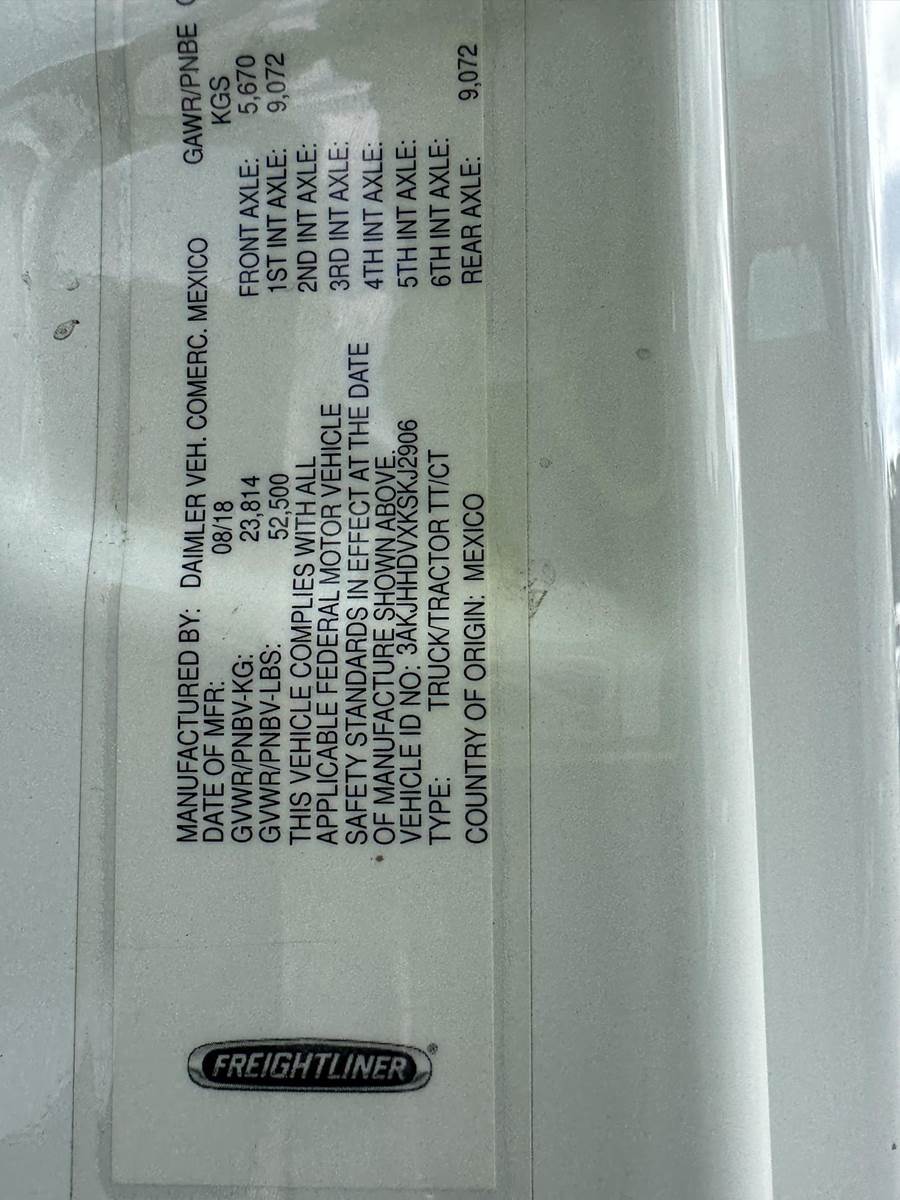 FREIGHTLINER®
MANUFACTURED BY: DAIMLER VEH. COMERC. MEXICO
DATE OF MFR: 08/18
GVWR/PNBV-KG: 23,814
GVWR/PNBV-LBS: 52,500
THIS VEHICLE COMPLIES WITH ALL
APPLICABLE FEDERAL MOTOR VEHICLE
SAFETY STANDARDS IN EFFECT AT THE DATE
OF MANUFACTURE SHOWN ABOVE.
VEHICLE ID NO: 3AKJHHDVXKSKJ2906
TYPE: TRUCK/TRACTOR TT/CT
COUNTRY OF ORIGIN: MEXICO
GAWR/PNBE
KGS
FRONT AXLE: 5,670
1ST INT AXLE: 9,072
2ND INT AXLE:
3RD INT AXLE:
4TH INT AXLE:
5TH INT AXLE:
6TH INT AXLE:
REAR AXLE: 9,072